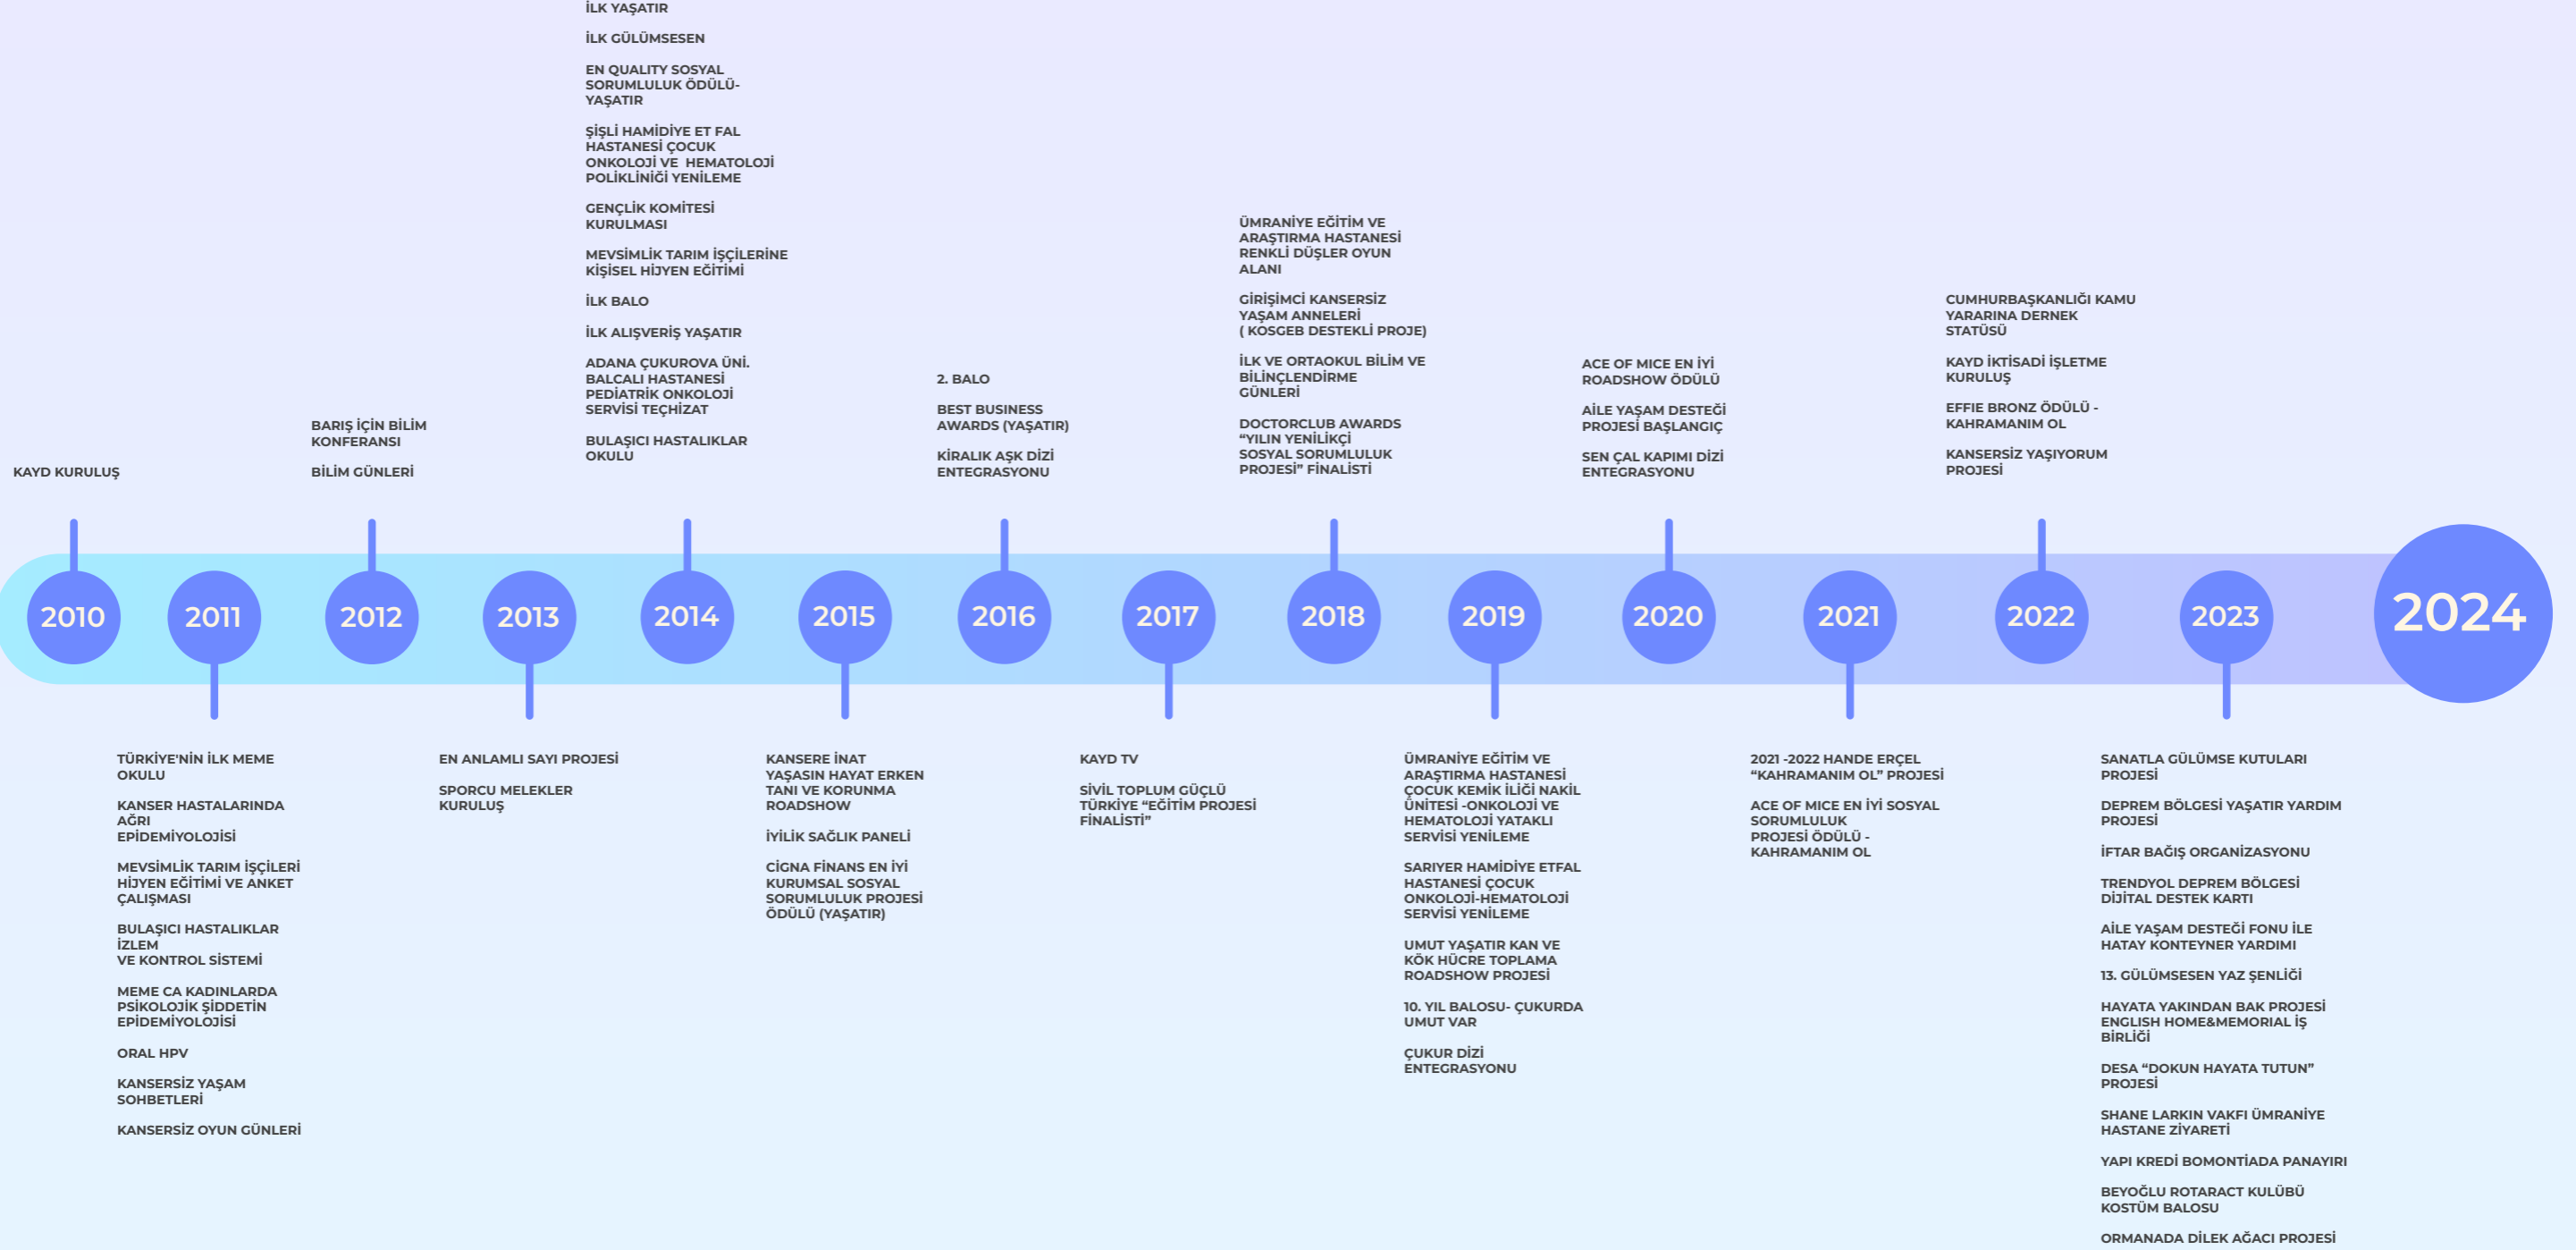 İLK YAŞATIR
İLK GÜLÜMSESEN
EN QUALITY SOSYAL
SORUMLULUK ÖDÜLÜ-
YAŞATIR
ŞİŞLİ HAMİDİYE ET FAL
HASTANESİ ÇOCUK
ONKOLOJİ VE  HEMATOLOJİ
POLİKLİNİĞİ YENİLEME
GENÇLİK KOMİTESİ
KURULMASI
MEVSİMLİK TARIM İŞÇİLERİNE
KİŞİSEL HİJYEN EĞİTİMİ
İLK BALO
İLK ALIŞVERİŞ YAŞATIR
ADANA ÇUKUROVA ÜNİ.
BALCALI HASTANESİ
PEDİATRİK ONKOLOJİ
SERVİSİ TEÇHİZAT
BULAŞICI HASTALIKLAR
OKULU
KAYD KURULUŞ
BARIŞ İÇİN BİLİM
KONFERANSI
BİLİM GÜNLERİ
2. BALO
BEST BUSINESS
AWARDS (YAŞATIR)
KİRALIK AŞK DİZİ
ENTEGRASYONU
ÜMRANİYE EĞİTİM VE
ARAŞTIRMA HASTANESİ
RENKLİ DÜŞLER OYUN
ALANI
GİRİŞİMCİ KANSERSİZ
YAŞAM ANNELERİ
( KOSGEB DESTEKLİ PROJE)
İLK VE ORTAOKUL BİLİM VE
BİLİNÇLENDİRME
GÜNLERİ
DOCTORCLUB AWARDS
“YILIN YENİLİKÇİ
SOSYAL SORUMLULUK
PROJESİ” FİNALİSTİ
ACE OF MICE EN İYİ
ROADSHOW ÖDÜLÜ
AİLE YAŞAM DESTEĞİ
PROJESİ BAŞLANGIÇ
SEN ÇAL KAPIMI DİZİ
ENTEGRASYONU
CUMHURBAŞKANLIĞI KAMU
YARARINA DERNEK
STATÜSÜ
KAYD İKTİSADİ İŞLETME
KURULUŞ
EFFIE BRONZ ÖDÜLÜ -
KAHRAMANIM OL
KANSERSİZ YAŞIYORUM
PROJESİ
2010
2011
2012
2013
2014
2015
2016
2017
2018
2019
2020
2021
2022
2023
2024
TÜRKİYE'NİN İLK MEME
OKULU
KANSER HASTALARINDA
AĞRI
EPİDEMİYOLOJİSİ
MEVSİMLİK TARIM İŞÇİLERİ
HİJYEN EĞİTİMİ VE ANKET
ÇALIŞMASI
BULAŞICI HASTALIKLAR
İZLEM
VE KONTROL SİSTEMİ
MEME CA KADINLARDA
PSİKOLOJİK ŞİDDETİN
EPİDEMİYOLOJİSİ
ORAL HPV
KANSERSİZ YAŞAM
SOHBETLERİ
KANSERSİZ OYUN GÜNLERİ
EN ANLAMLI SAYI PROJESİ
SPORCU MELEKLER
KURULUŞ
KANSERE İNAT
YAŞASIN HAYAT ERKEN
TANI VE KORUNMA
ROADSHOW
İYİLİK SAĞLIK PANELİ
CİGNA FİNANS EN İYİ
KURUMSAL SOSYAL
SORUMLULUK PROJESİ
ÖDÜLÜ (YAŞATIR)
KAYD TV
SİVİL TOPLUM GÜÇLÜ
TÜRKİYE “EĞİTİM PROJESİ
FİNALİSTİ”
ÜMRANİYE EĞİTİM VE
ARAŞTIRMA HASTANESİ
ÇOCUK KEMİK İLİĞİ NAKİL
ÜNİTESİ -ONKOLOJİ VE
HEMATOLOJİ YATAKLI
SERVİSİ YENİLEME
SARIYER HAMİDİYE ETFAL
HASTANESİ ÇOCUK
ONKOLOJİ-HEMATOLOJİ
SERVİSİ YENİLEME
UMUT YAŞATIR KAN VE
KÖK HÜCRE TOPLAMA
ROADSHOW PROJESİ
10. YIL BALOSU- ÇUKURDA
UMUT VAR
ÇUKUR DİZİ
ENTEGRASYONU
2021 -2022 HANDE ERÇEL
“KAHRAMANIM OL” PROJESİ
ACE OF MICE EN İYİ SOSYAL
SORUMLULUK
PROJESİ ÖDÜLÜ -
KAHRAMANIM OL
SANATLA GÜLÜMSE KUTULARI
PROJESİ
DEPREM BÖLGESİ YAŞATIR YARDIM
PROJESİ
İFTAR BAĞIŞ ORGANİZASYONU
TRENDYOL DEPREM BÖLGESİ
DİJİTAL DESTEK KARTI
AİLE YAŞAM DESTEĞİ FONU İLE
HATAY KONTEYNER YARDIMI
13. GÜLÜMSESEN YAZ ŞENLİĞİ
HAYATA YAKINDAN BAK PROJESİ
ENGLISH HOME&MEMORIAL İŞ
BİRLİĞİ
DESA “DOKUN HAYATA TUTUN”
PROJESİ
SHANE LARKIN VAKFI ÜMRANİYE
HASTANE ZİYARETİ
YAPI KREDİ BOMONTİADA PANAYIRI
BEYOĞLU ROTARACT KULÜBÜ
KOSTÜM BALOSU
ORMANADA DİLEK AĞACI PROJESİ